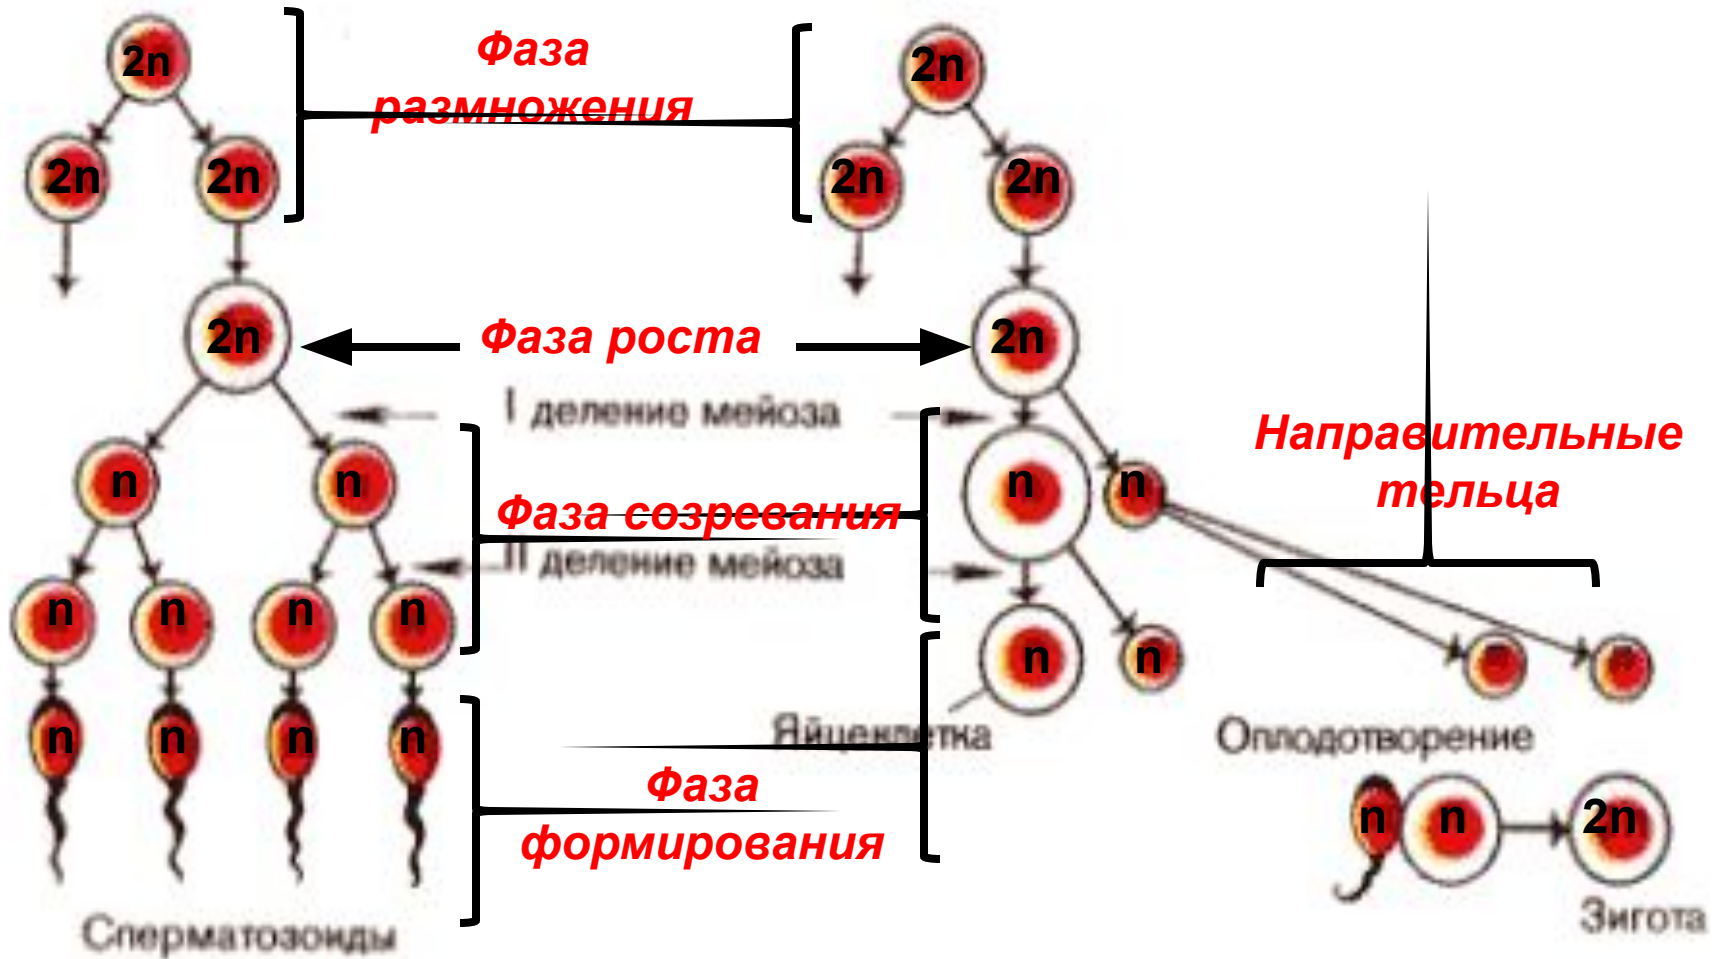 2n
2n
Фаза
размножения
2n 2n
2n 2n
2n
Фаза роста
2n
I деление мейоза
Направительные
тельца
n n
n n
Фаза созревания
II деление мейоза
n n n n
n n
n n n n
Яйцеклетка
Оплодотворение
Фаза
формирования
n n 2n
Сперматозоиды
Зигота